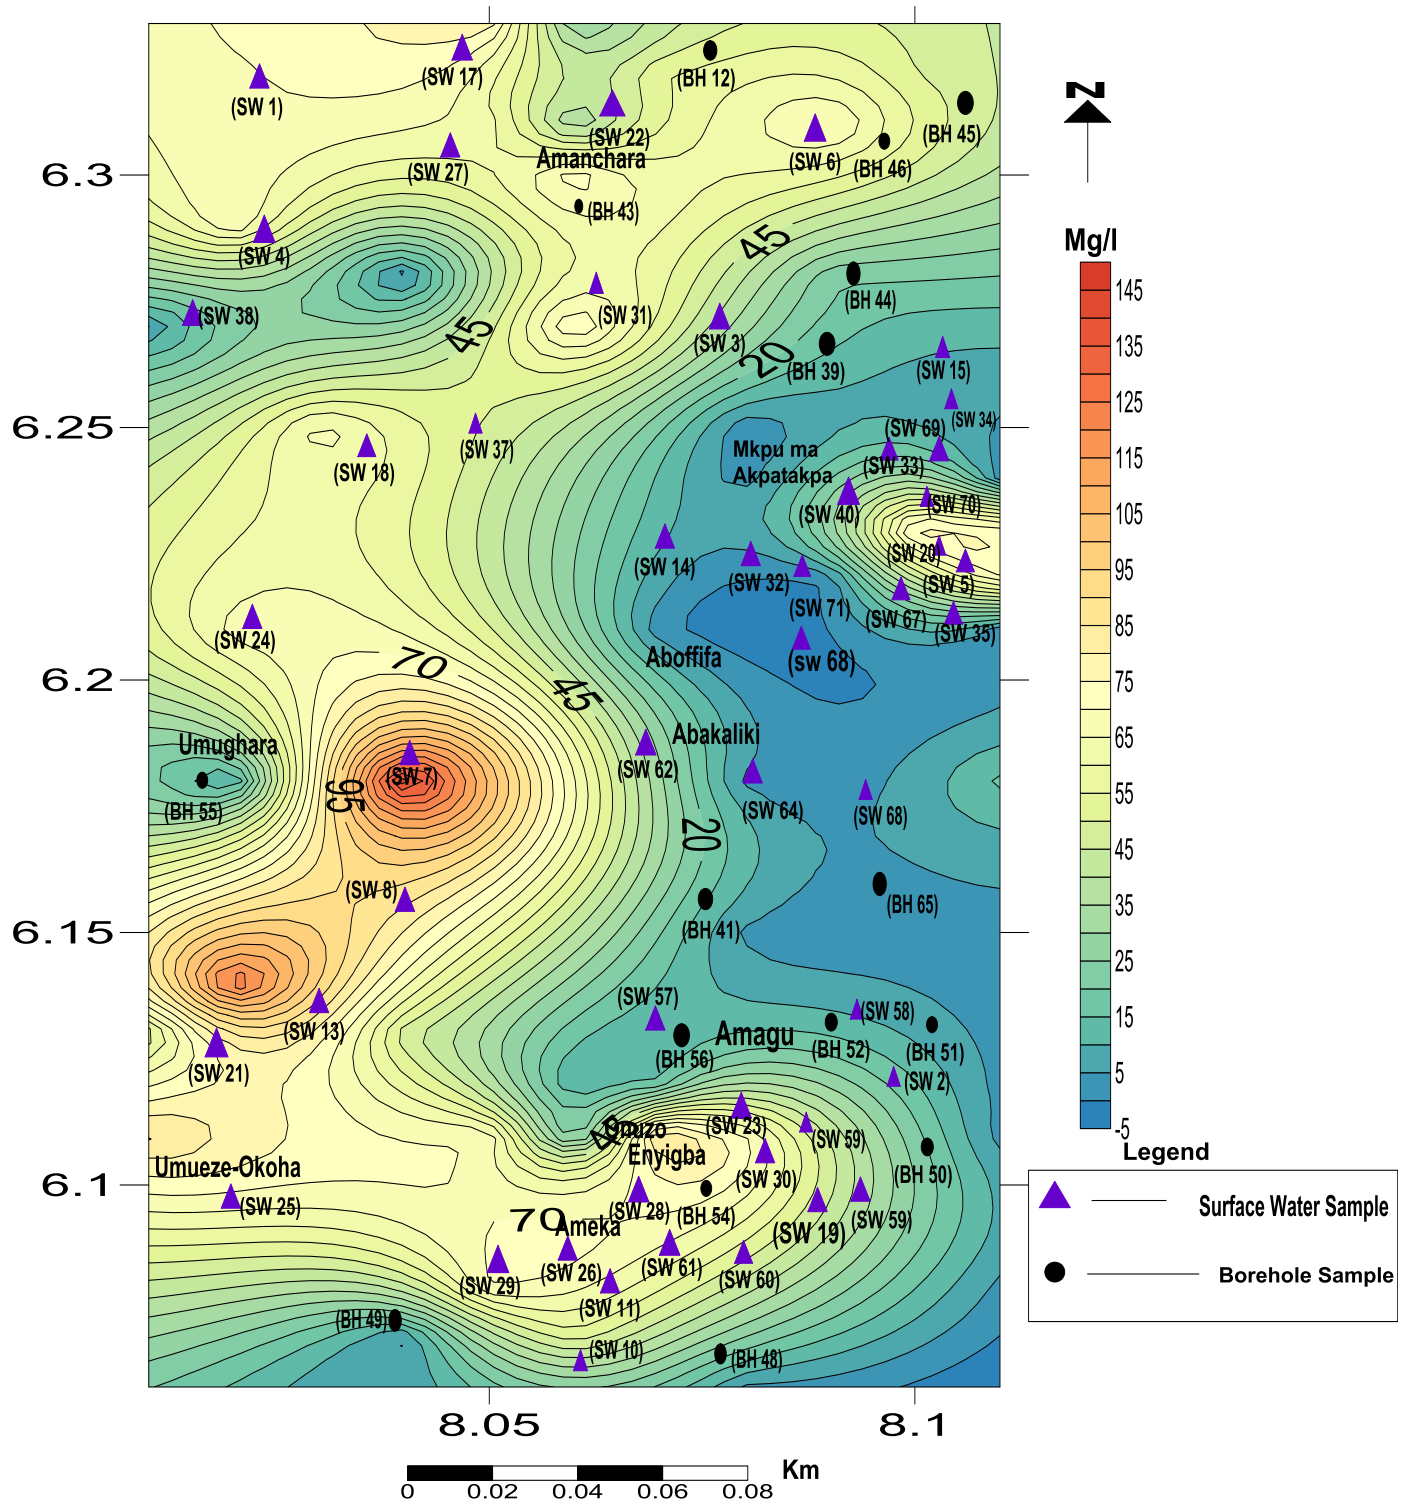 (SW 17)
(SW 1)
(BH 12)
(SW 22)
(BH 45)
(SW 6)
(BH 46)
Amanchara
(SW 27)
(BH 43)
N
6.3
(SW 4)
45
Mg/l
(SW 38)
(SW 31)
(BH 44)
45
(SW 3)
20
(BH 39)
(SW 15)
145
135
125
115
105
95
85
75
65
55
45
35
25
15
5
-5
6.25
(SW 37)
(SW 18)
(SW 34)
(SW 69)
(SW 33)
Mkpu ma
Akpatakpa
(SW 40)
(SW 70)
(SW 20)
(SW 5)
(SW 14)
(SW 32)
(SW 71)
(SW 67)
(SW 35)
(SW 24)
6.2
70
45
Aboffifa
(sw 68)
Umughara
Abakaliki
(SW 7)
(SW 62)
(BH 55)
95
(SW 64)
(SW 68)
20
(SW 8)
(BH 65)
(BH 41)
6.15
(SW 57)
(SW 13)
(BH 56)
Amagu
(SW 58)
(BH 52)
(BH 51)
(SW 21)
(SW 2)
(SW 23)
(SW 59)
Enyigba
Umueze-Okoha
(SW 30)
(BH 50)
6.1
(SW 25)
(SW 28)
(BH 54)
(SW 19)
(SW 59)
70
Ameka
(SW 29)
(SW 26)
(SW 61)
(SW 60)
(SW 11)
(BH 49)
(SW 10)
(BH 48)
Legend
Surface Water Sample
Borehole Sample
8.05
8.1
Km
0 0.02 0.04 0.06 0.08